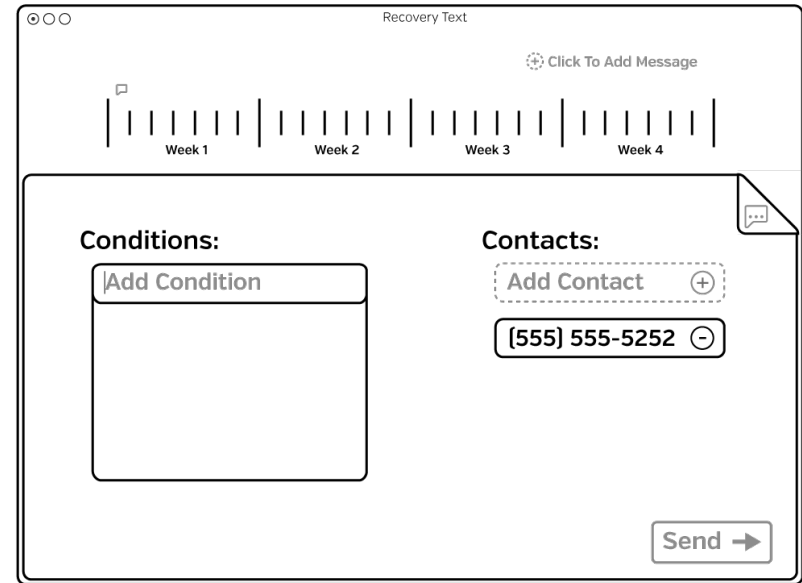 Recovery Text
Click To Add Message
Week 1
Week 2
Week 3
Week 4
Conditions:
Add Condition
Contacts:
Add Contact
(555) 555-5252
Send